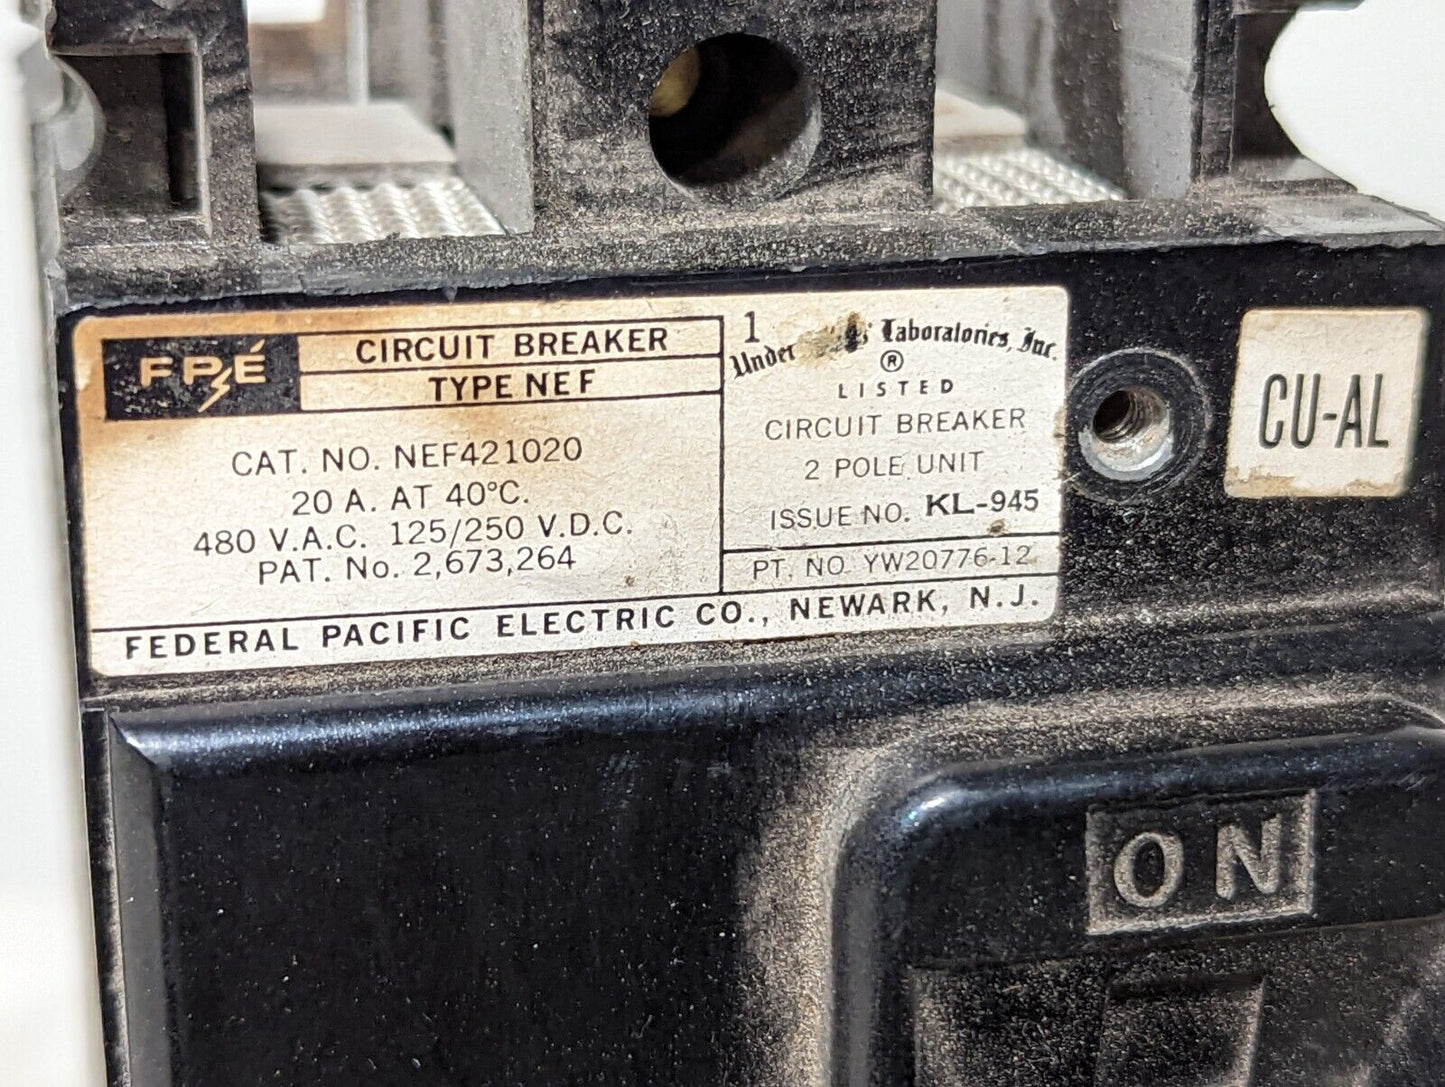 FPE
CIRCUIT BREAKER
TYPE NEF
CAT. NO. NEF421020
20 A. AT 40°C.
480 V.A.C. 125/250 V.D.C.
PAT. No. 2,673,264
1
Laboratories, Inc.
®
LISTED
CIRCUIT BREAKER
2 POLE UNIT
ISSUE NO. KL-945
PT. NO. YW20776-12
FEDERAL PACIFIC ELECTRIC CO., NEWARK, N.J.
CU-AL
ON